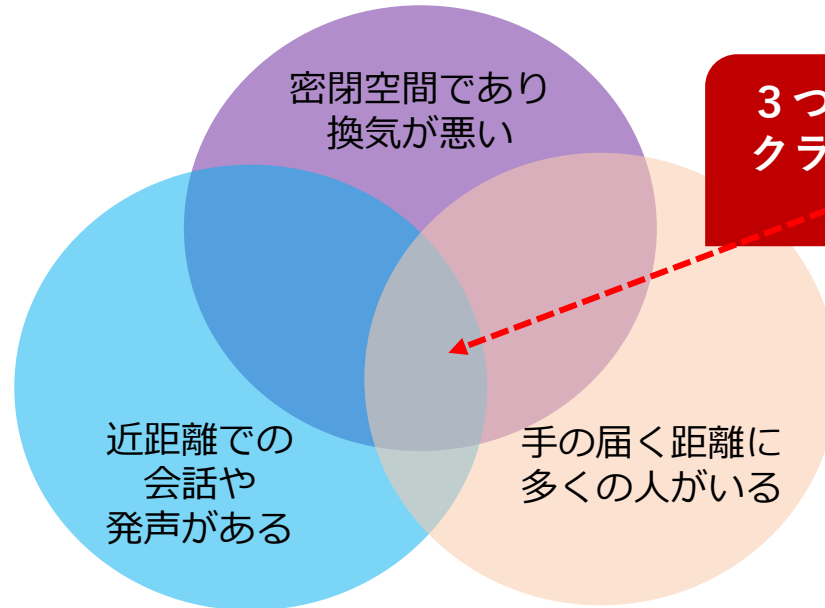 密閉空間であり
換気が悪い
３つ
クラ
近距離での
会話や
発声がある
手の届く距離に
多くの人がいる